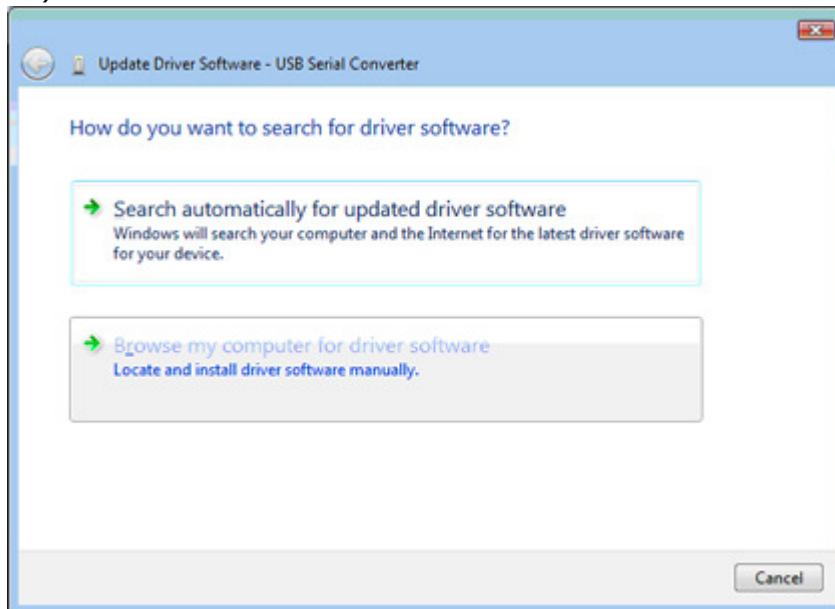 Update Driver Software - USB Serial Converter
How do you want to search for driver software?
Search automatically for updated driver software
Windows will search your computer and the Internet for the latest driver software
for your device.
Browse my computer for driver software
Locate and install driver software manually.
Cancel